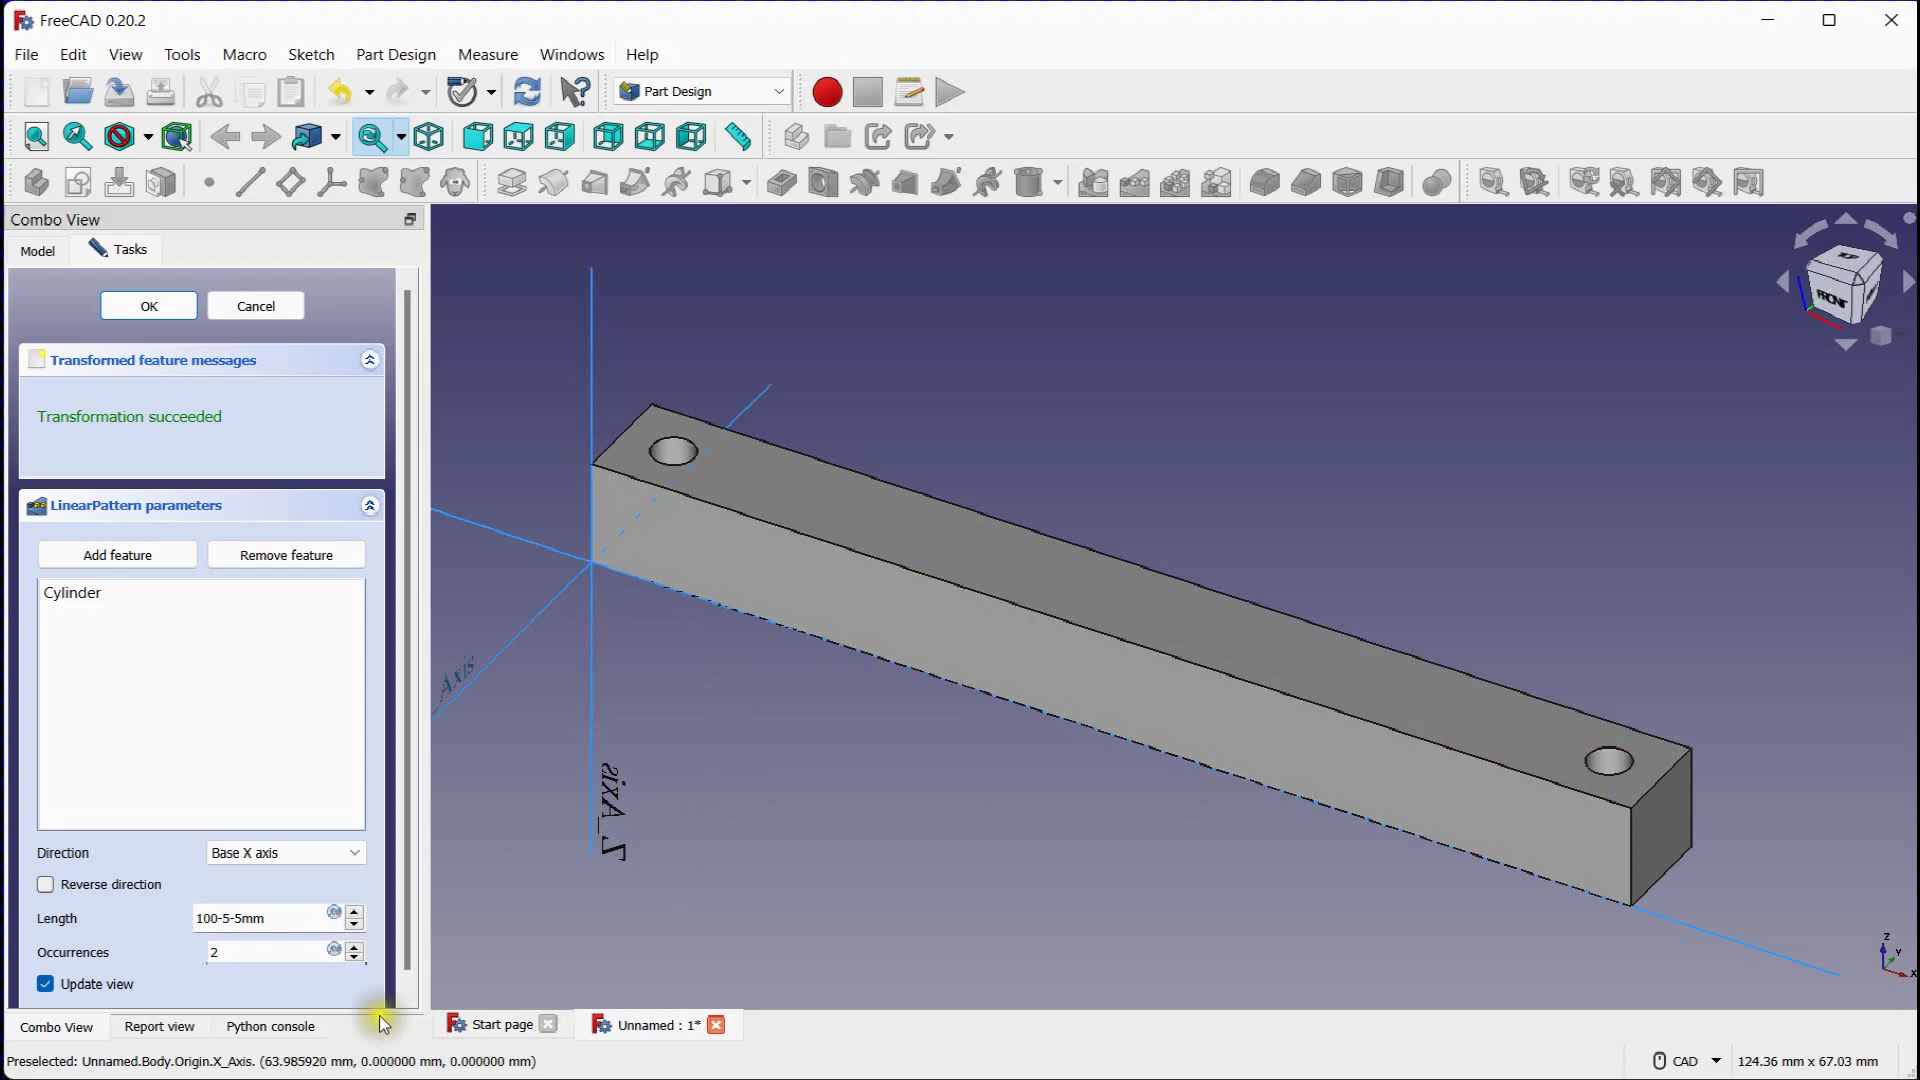 FreeCAD 0.20.2
File Edit View Tools Macro Sketch Part Design Measure Windows Help
Part Design
Combo View
Model Tasks
OK Cancel
Transformed feature messages
Transformation succeeded
LinearPattern parameters
Add feature Remove feature
Cylinder
Direction Base X axis
Reverse direction
Length 100-5-5mm
Occurrences 2
Update view
Axis
Z_Axis
FRONT
Z
Y
X
Combo View Report view Python console
Start page Unnamed : 1*
Preselected: Unnamed.Body.Origin.X_Axis. (63.985920 mm, 0.000000 mm, 0.000000 mm)
CAD 124.36 mm x 67.03 mm